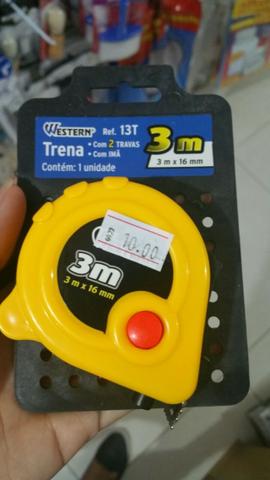 WESTERN
Ref. 13T
Trena
• Com 2 TRAVAS
• Com IMÃ
Contém: 1 unidade
3 m
3 m x 16 mm
R$ 10.00
3m
3 m x 16 mm